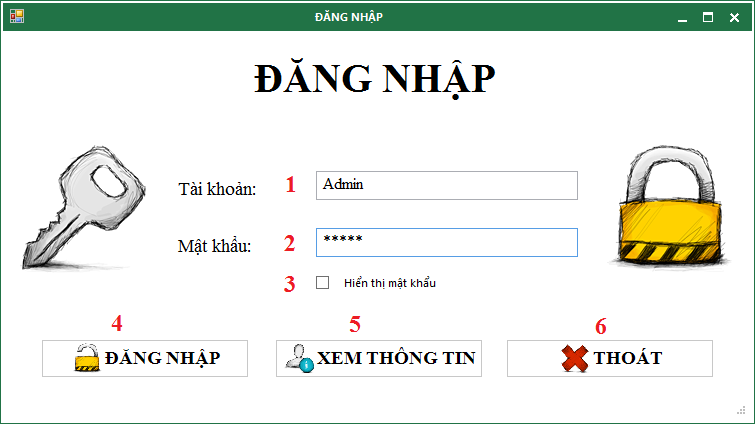 ĐĂNG NHẬP
ĐĂNG NHẬP
Tài khoản: 1 Admin
Mật khẩu: 2 *****
3 Hiển thị mật khẩu
4 5 6
ĐĂNG NHẬP XEM THÔNG TIN THOÁT